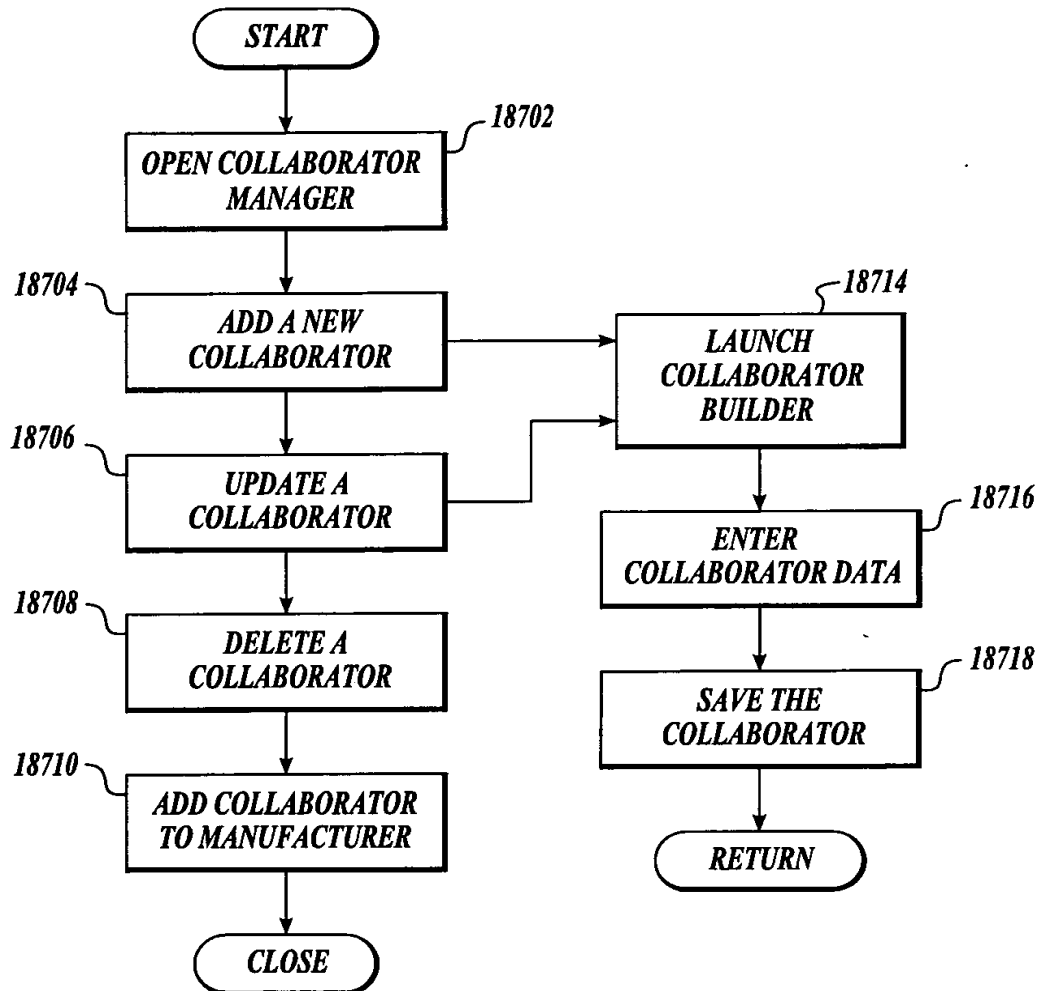 START
18702
OPEN COLLABORATOR
MANAGER
18704
ADD A NEW
COLLABORATOR
18706
UPDATE A
COLLABORATOR
18708
DELETE A
COLLABORATOR
18710
ADD COLLABORATOR
TO MANUFACTURER
CLOSE
18714
LAUNCH
COLLABORATOR
BUILDER
18716
ENTER
COLLABORATOR DATA
18718
SAVE THE
COLLABORATOR
RETURN